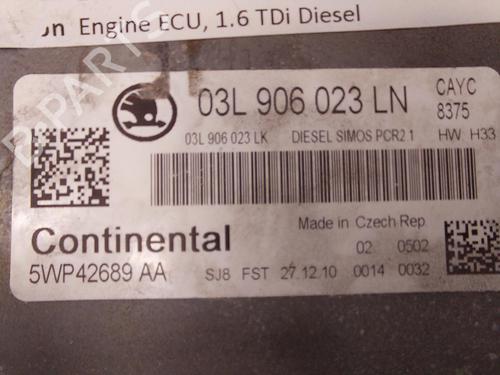 on Engine ECU, 1.6 TDi Diesel
03L 906 023 LN CAYC
8375
03L 906 023 LK DIESEL SIMOS PCR2.1 HW H33
Made in Czech Rep
Continental 02 0502
5WP42689 AA SJ8 FST 27.12.10 0014 0032
B-PARTS